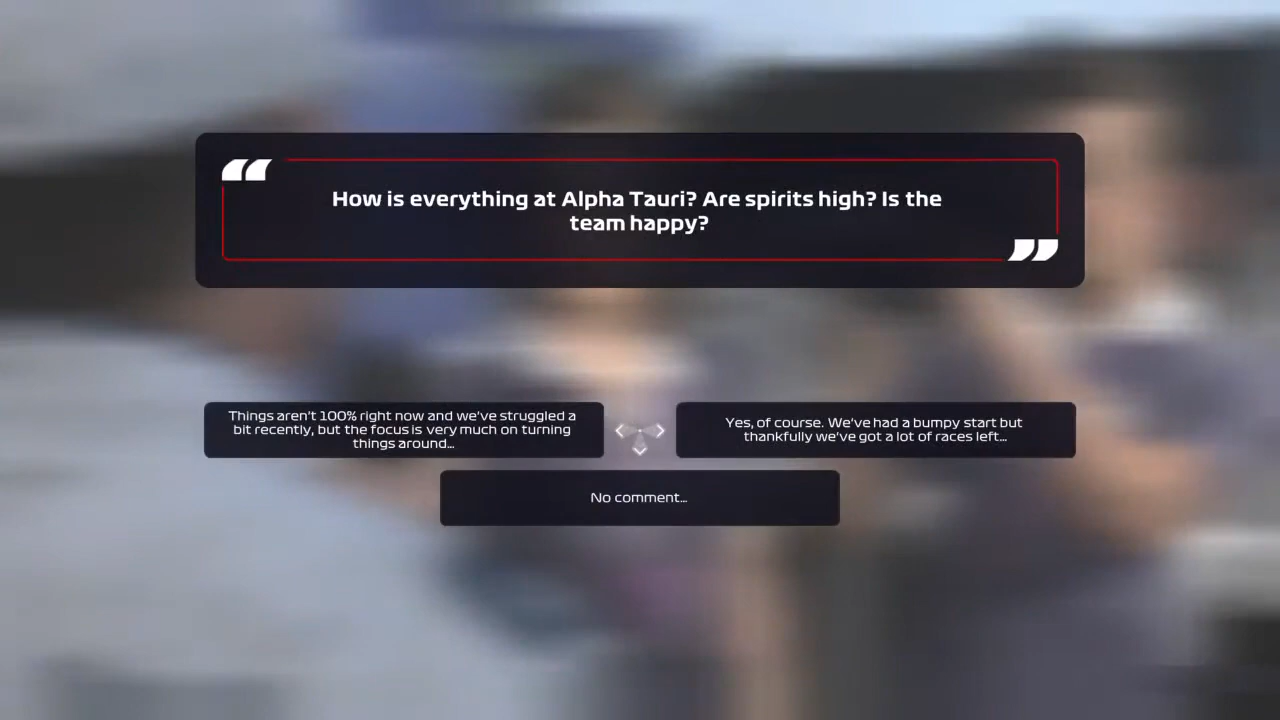 How is everything at Alpha Tauri? Are spirits high? Is the
team happy?
Things aren't 100% right now and we've struggled a
bit recently, but the focus is very much on turning
things around...
Yes, of course. We've had a bumpy start but
thankfully we've got a lot of races left...
No comment...